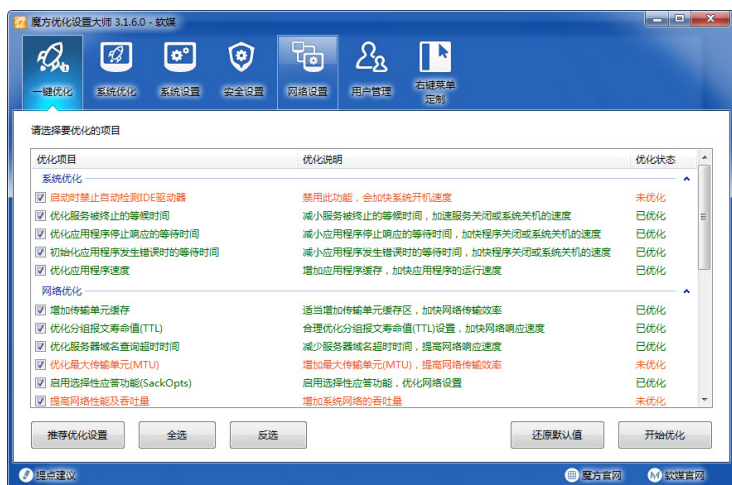 魔方优化设置大师 3.1.6.0 - 软媒
一键优化 系统优化 系统设置 安全设置 网络设置 用户管理 右键菜单
定制
请选择要优化的项目
优化项目 优化说明 优化状态
系统优化
启动时禁止自动检测IDE驱动器 禁用此功能，会加快系统开机速度 未优化
优化服务被终止的等候时间 减小服务被终止的等候时间，加速服务关闭或系统关机的速度 已优化
优化应用程序停止响应的等待时间 减小应用程序停止响应的等待时间，加快程序关闭或系统关机的速度 已优化
初始化应用程序发生错误时的等待时间 减小应用程序发生错误时的等待时间，加快程序关闭或系统关机的速度 已优化
优化应用程序速度 增加应用程序缓存，加快应用程序的运行速度 已优化
网络优化
增加传输单元缓存 适当增加传输单元缓存区，加快网络传输效率 已优化
优化分组报文寿命值(TTL) 合理优化分组报文寿命值(TTL)设置，加快网络响应速度 已优化
优化服务器域名查询超时时间 减少服务器域名超时时间，提高网络响应速度 已优化
优化最大传输单元(MTU) 增加最大传输单元(MTU)，提高网络传输效率 未优化
启用选择性应答功能(SackOpts) 启用选择性应答功能，优化网络设置 已优化
提高网络性能及吞吐量 增加系统网络的吞吐量 未优化
推荐优化设置 全选 反选 还原默认值 开始优化
提点建议 魔方官网 软媒官网